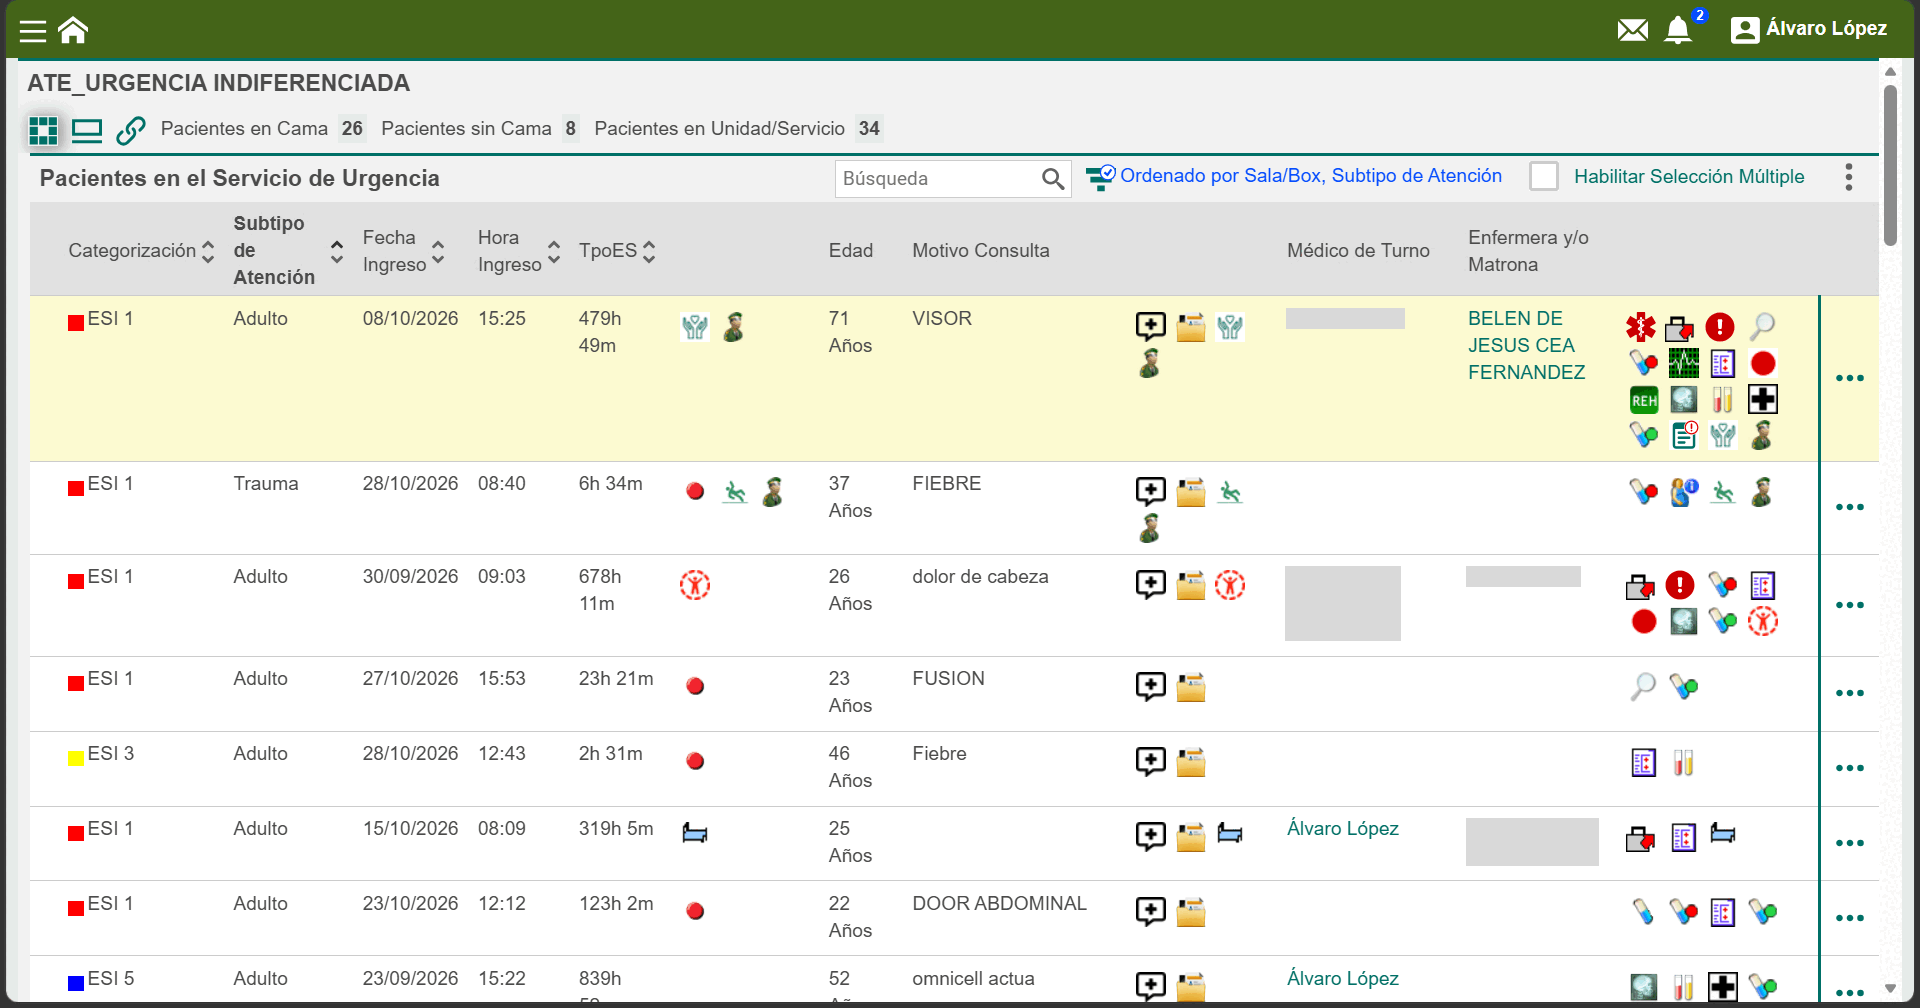 2
Álvaro López
ATE_URGENCIA INDIFERENCIADA
Pacientes en Cama 26 Pacientes sin Cama 8 Pacientes en Unidad/Servicio 34
Pacientes en el Servicio de Urgencia
Búsqueda
Ordenado por Sala/Box, Subtipo de Atención
Habilitar Selección Múltiple
Categorización
Subtipo
de
Atención
Fecha
Ingreso
Hora
Ingreso
TpoES
Edad
Motivo Consulta
Médico de Turno
Enfermera y/o
Matrona
ESI 1
Adulto
08/10/2026
15:25
479h
49m
71
Años
VISOR
BELEN DE
JESUS CEA
FERNANDEZ
REH
ESI 1
Trauma
28/10/2026
08:40
6h 34m
37
Años
FIEBRE
ESI 1
Adulto
30/09/2026
09:03
678h
11m
26
Años
dolor de cabeza
ESI 1
Adulto
27/10/2026
15:53
23h 21m
23
Años
FUSION
ESI 3
Adulto
28/10/2026
12:43
2h 31m
46
Años
Fiebre
ESI 1
Adulto
15/10/2026
08:09
319h 5m
25
Años
Álvaro López
ESI 1
Adulto
23/10/2026
12:12
123h 2m
22
Años
DOOR ABDOMINAL
ESI 5
Adulto
23/09/2026
15:22
839h
52
omnicell actua
Álvaro López